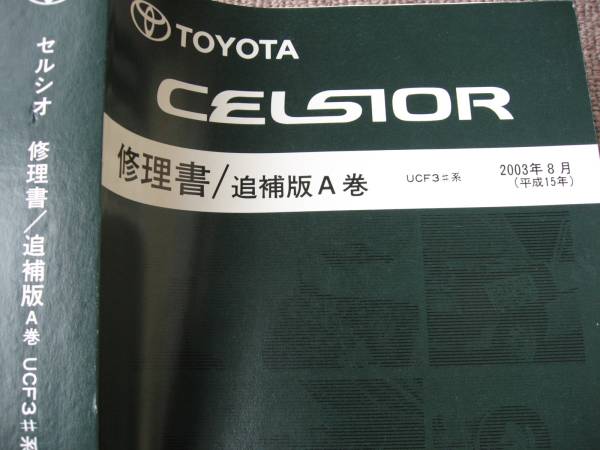 TOYOTA
CELSIOR
修理書/追補版A巻 UCF3♯系 2003年8月
(平成15年)
セルシオ 修理書/追補版A巻 UCF3♯系